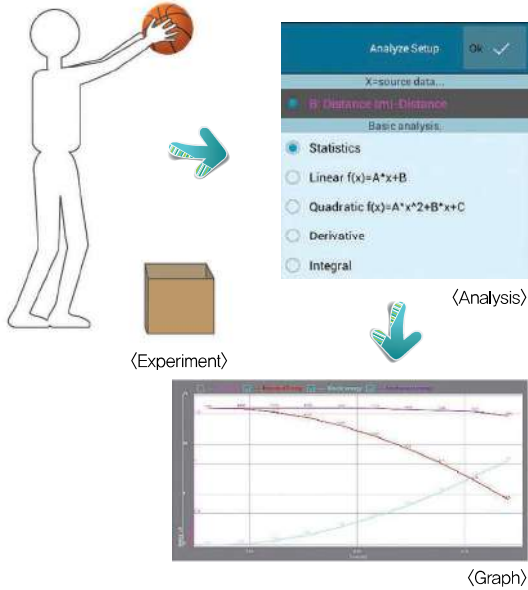 Analyze Setup
Ok
X=source data...
B: Distance (m)-Distance
Basic analysis:
Statistics
Linear f(x)=A*x+B
Quadratic f(x)=A*x^2+B*x+C
Derivative
Integral
〈Analysis〉
〈Experiment〉
〈Graph〉